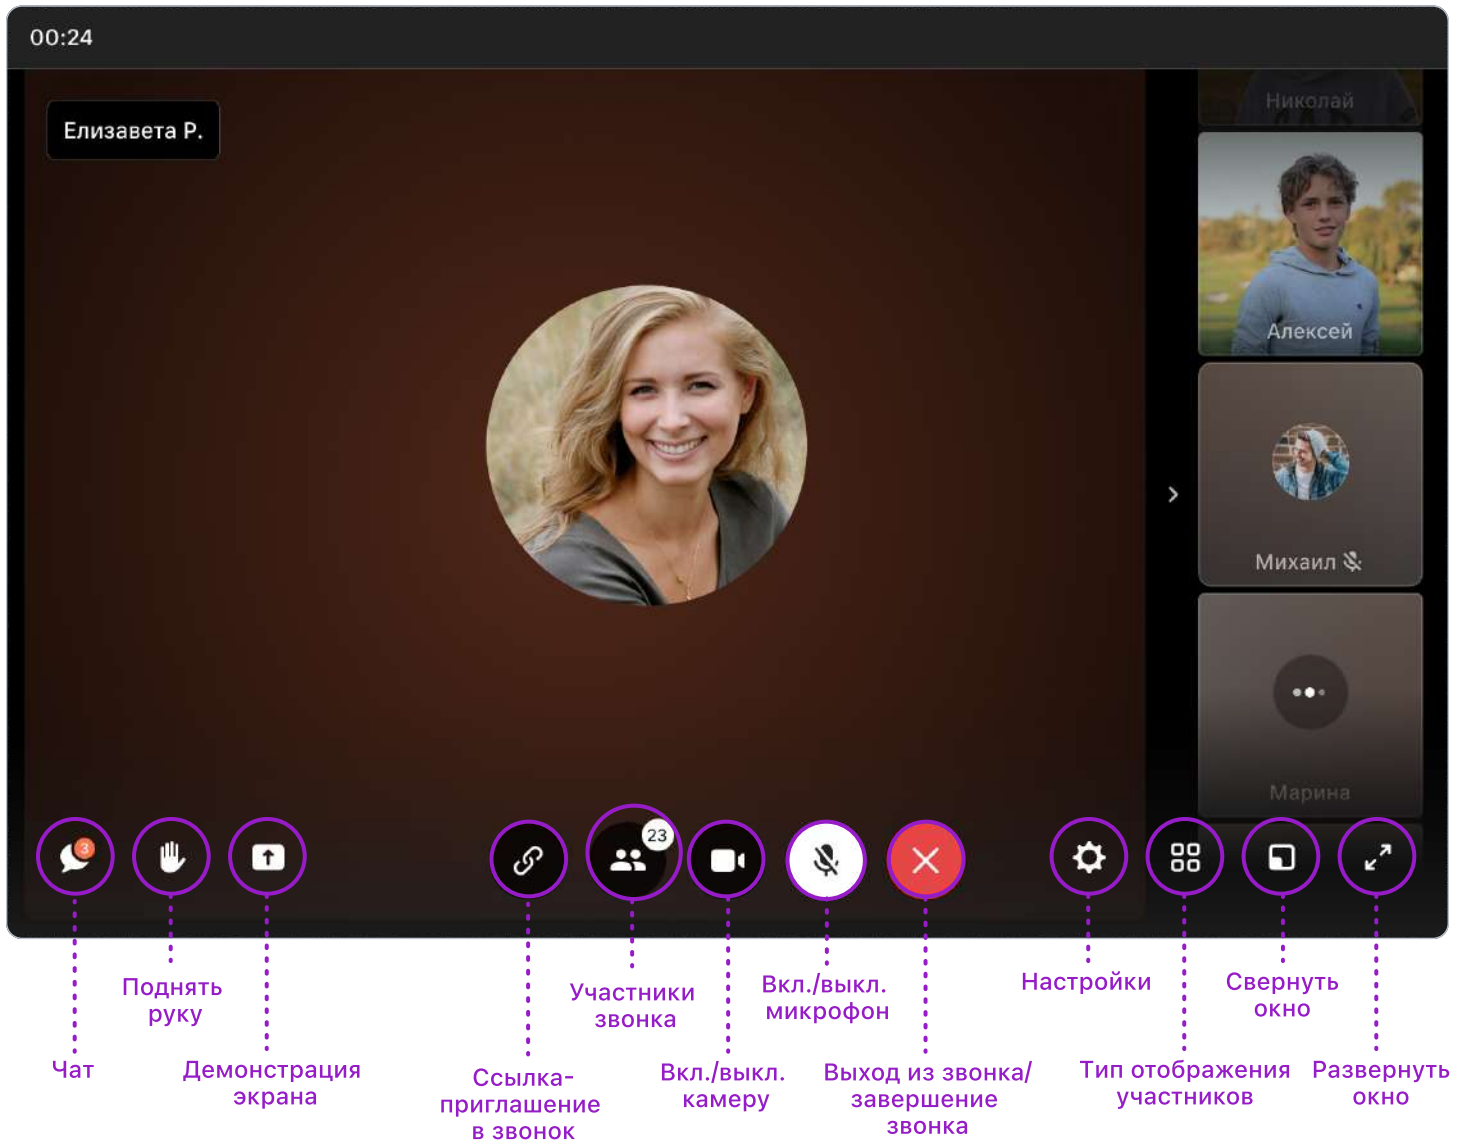 00:24
Елизавета Р.
Николай
Алексей
Михаил
Марина
3
23
Чат
Поднять
руку
Демонстрация
экрана
Ссылка-
приглашение
в звонок
Участники
звонка
Вкл./выкл.
камеру
Вкл./выкл.
микрофон
Выход из звонка/
завершение
звонка
Настройки
Тип отображения
участников
Свернуть
окно
Развернуть
окно